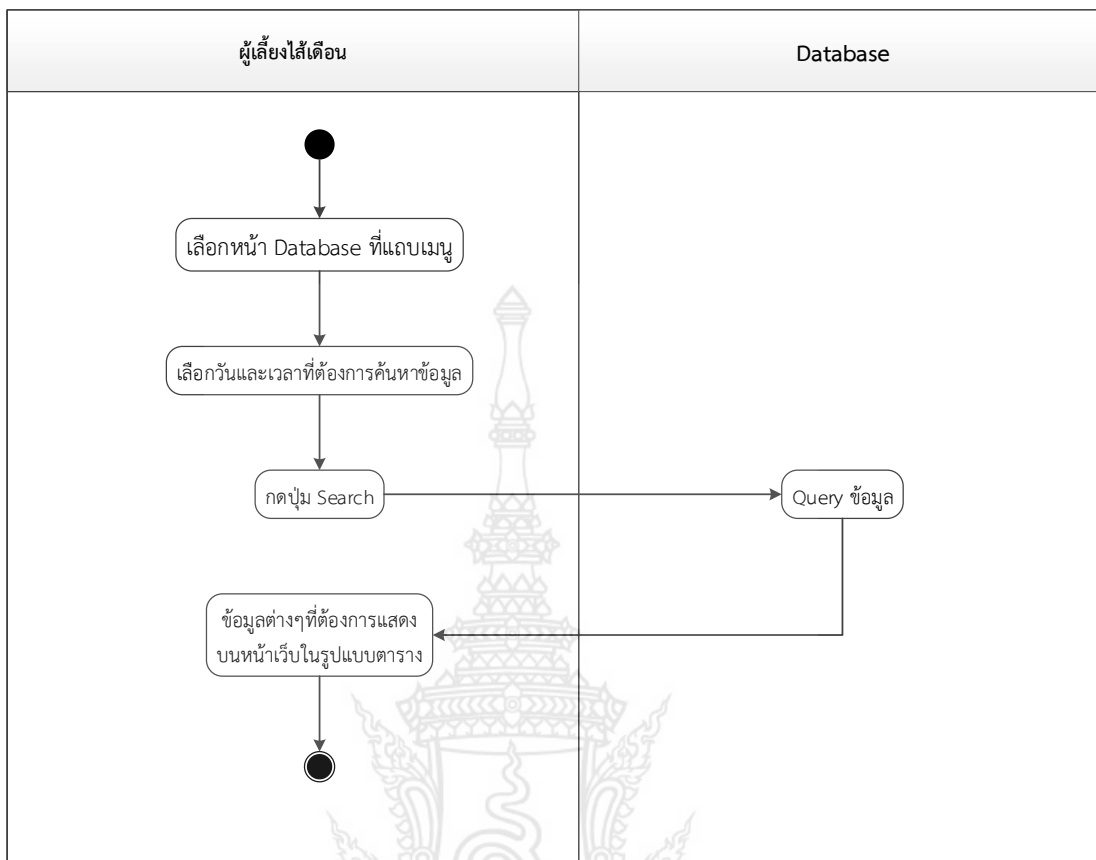 ผู้เลี้ยงไส้เดือน
Database
เลือกหน้า Database ที่แถบเมนู
เลือกวันและเวลาที่ต้องการค้นหาข้อมูล
กดปุ่ม Search
Query ข้อมูล
ข้อมูลต่างๆที่ต้องการแสดง
บนหน้าเว็บในรูปแบบตาราง